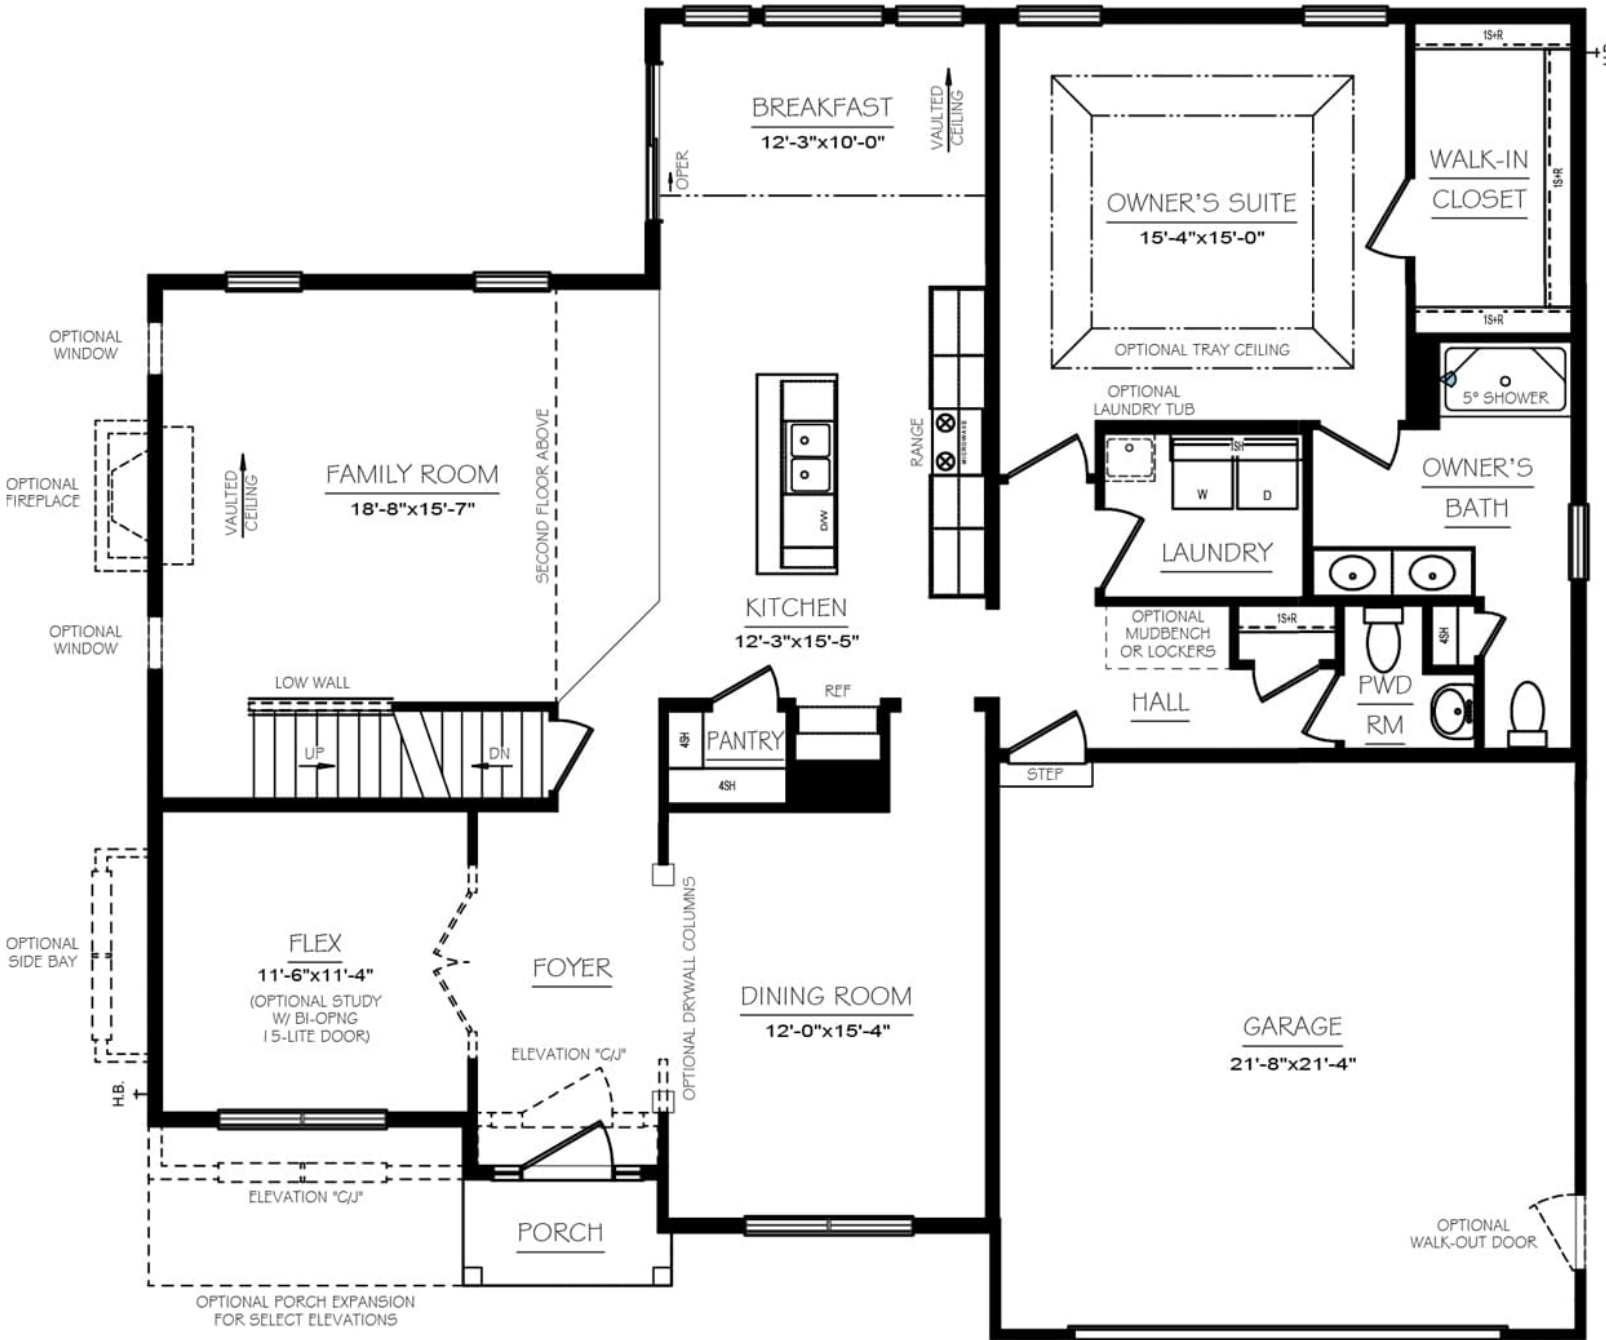 1S+R
BREAKFAST
12'-3"x10'-0"
VAULTED
CEILING
OPER
OWNER'S SUITE
15'-4"x15'-0"
WALK-IN
CLOSET
1S+R
1S+R
OPTIONAL TRAY CEILING
OPTIONAL
WINDOW
OPTIONAL
LAUNDRY TUB
5° SHOWER
SECOND FLOOR ABOVE
RANGE
MICROWAVE
1SH
FAMILY ROOM
18'-8"x15'-7"
VAULTED
CEILING
OPTIONAL
FIREPLACE
W
D
D/W
OWNER'S
BATH
LAUNDRY
KITCHEN
12'-3"x15'-5"
OPTIONAL
WINDOW
OPTIONAL
MUDBENCH
OR LOCKERS
1S+R
4SH
LOW WALL
REF
HALL
PWD
RM
UP
DN
4SH
PANTRY
4SH
STEP
OPTIONAL
SIDE BAY
FLEX
11'-6"x11'-4"
(OPTIONAL STUDY
W/ BI-OPNG
15-LITE DOOR)
FOYER
OPTIONAL DRYWALL COLUMNS
DINING ROOM
12'-0"x15'-4"
GARAGE
21'-8"x21'-4"
ELEVATION "C/J"
H.B.
ELEVATION "C/J"
PORCH
OPTIONAL
WALK-OUT DOOR
OPTIONAL PORCH EXPANSION
FOR SELECT ELEVATIONS